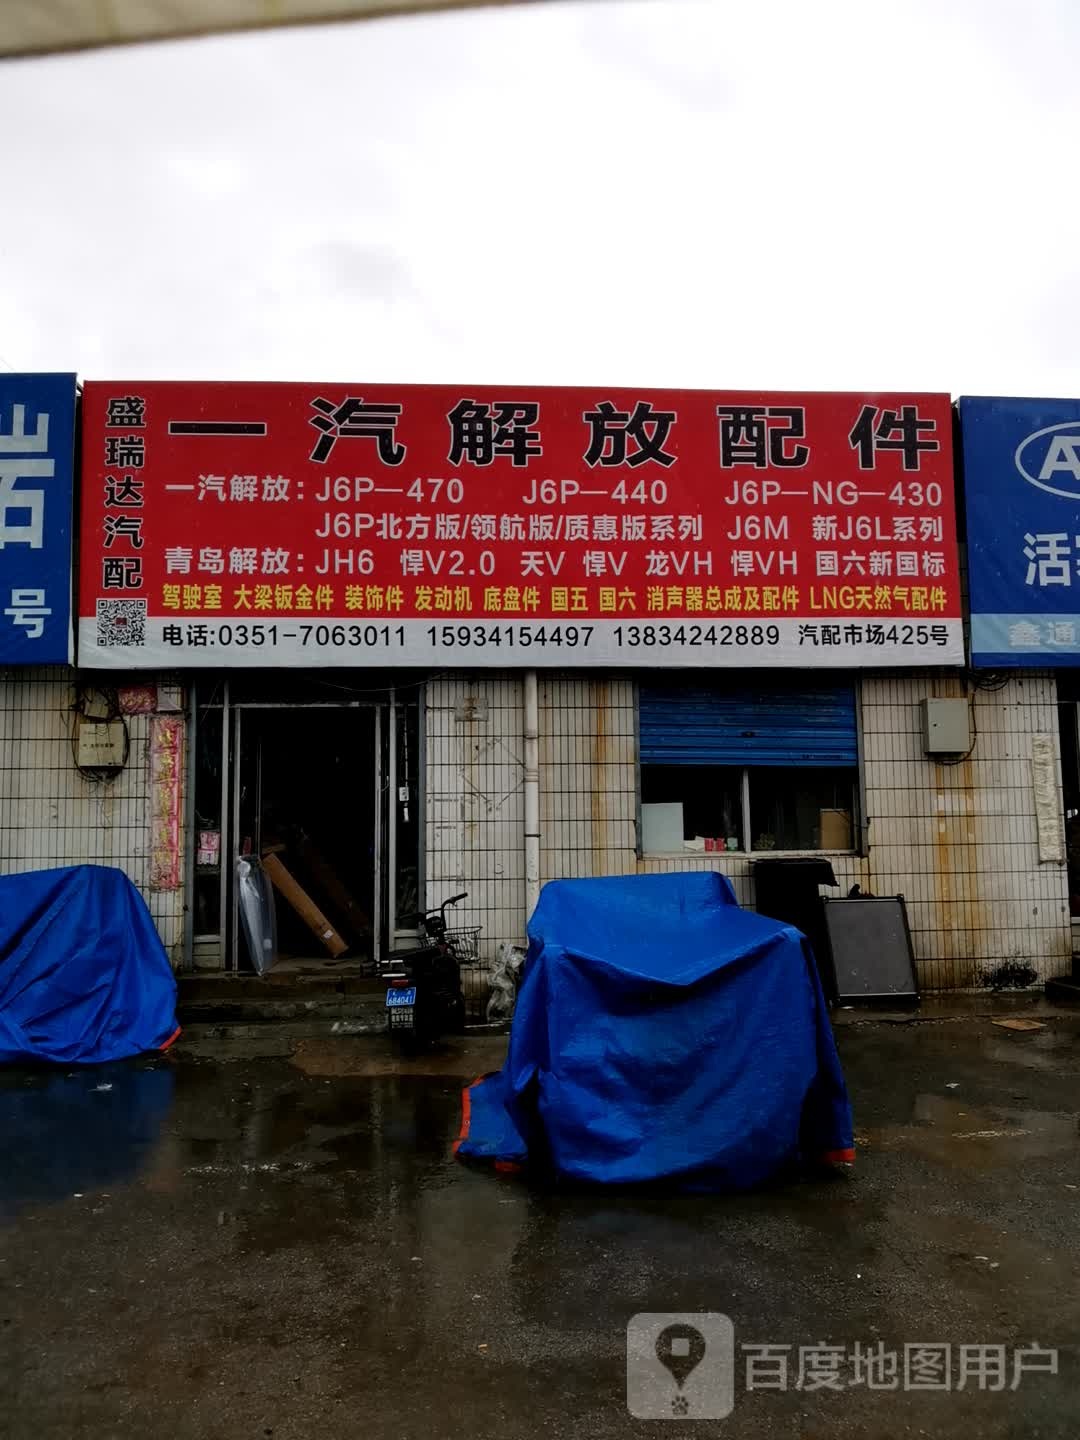 盛瑞达汽配
一汽解放配件
一汽解放：J6P—470 J6P—440 J6P—NG—430
J6P北方版/领航版/质惠版系列 J6M 新J6L系列
青岛解放：JH6 悍V2.0 天V 悍V 龙VH 悍VH 国六新国标
驾驶室 大梁钣金件 装饰件 发动机 底盘件 国五 国六 消声器总成及配件 LNG天然气配件
电话:0351-7063011 15934154497 13834242889 汽配市场425号
号
活
鑫通
684041
百度地图用户